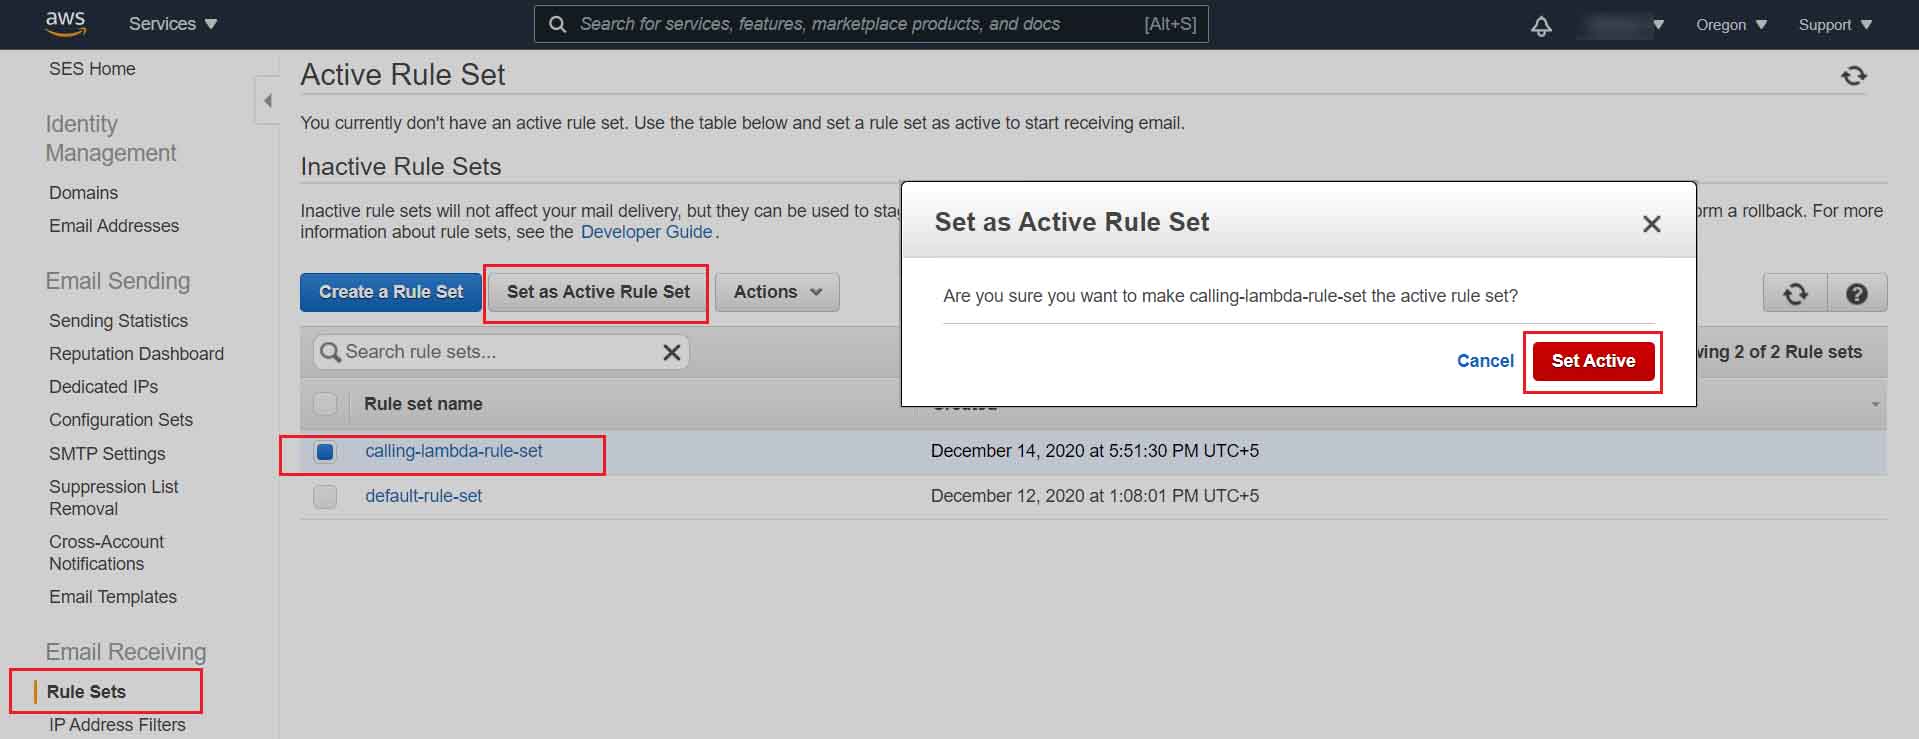 aws
Services
Search for services, features, marketplace products, and docs [Alt+S]
Oregon
Support
SES Home
Identity
Management
Domains
Email Addresses
Email Sending
Sending Statistics
Reputation Dashboard
Dedicated IPs
Configuration Sets
SMTP Settings
Suppression List
Removal
Cross-Account
Notifications
Email Templates
Email Receiving
Rule Sets
IP Address Filters
Active Rule Set
You currently don't have an active rule set. Use the table below and set a rule set as active to start receiving email.
Inactive Rule Sets
Inactive rule sets will not affect your mail delivery, but they can be used to a rollback. For more
information about rule sets, see the Developer Guide.
Create a Rule Set
Set as Active Rule Set
Actions
Search rule sets...
2 of 2 Rule sets
Rule set name
calling-lambda-rule-set December 14, 2020 at 5:51:30 PM UTC+5
default-rule-set December 12, 2020 at 1:08:01 PM UTC+5
Set as Active Rule Set
Are you sure you want to make calling-lambda-rule-set the active rule set?
Cancel
Set Active